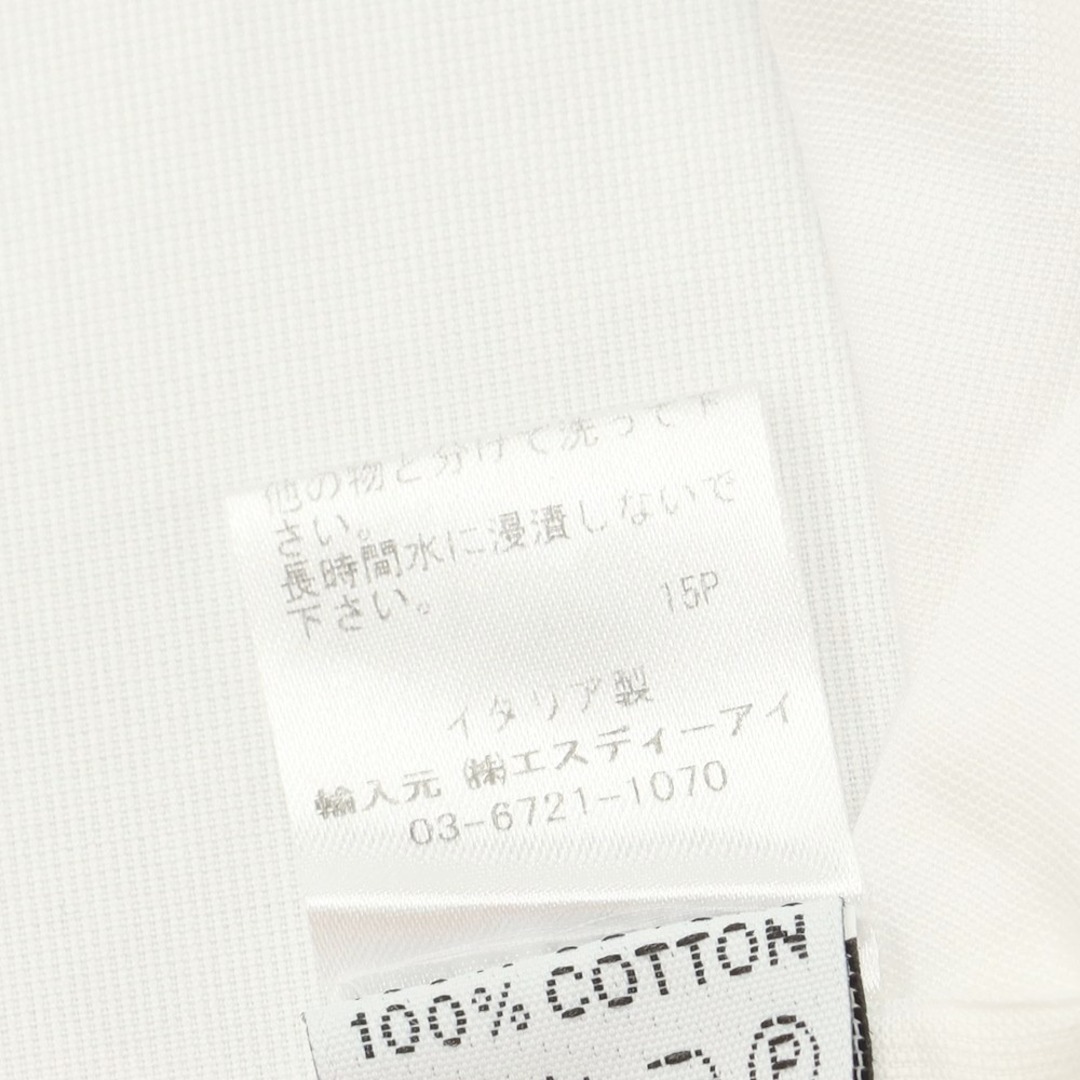 他の物と分けて洗って下
さい。
長時間水に浸漬しないで
下さい。
15P
イタリア製
輸入元 ㈱エスディーアイ
03-6721-1070
100% COTTON
Ⓟ